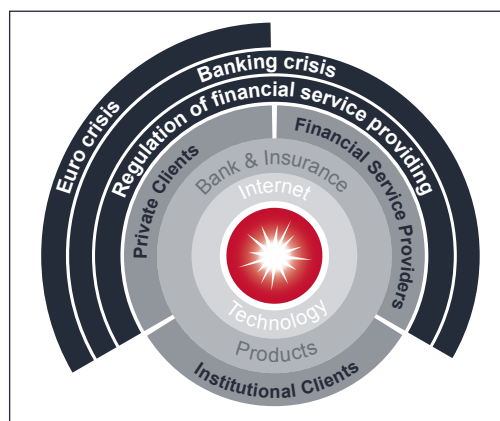 Euro crisis
Banking crisis
Regulation of financial service providing
Private Clients
Financial Service Providers
Bank & Insurance
Internet
Technology
Products
Institutional Clients